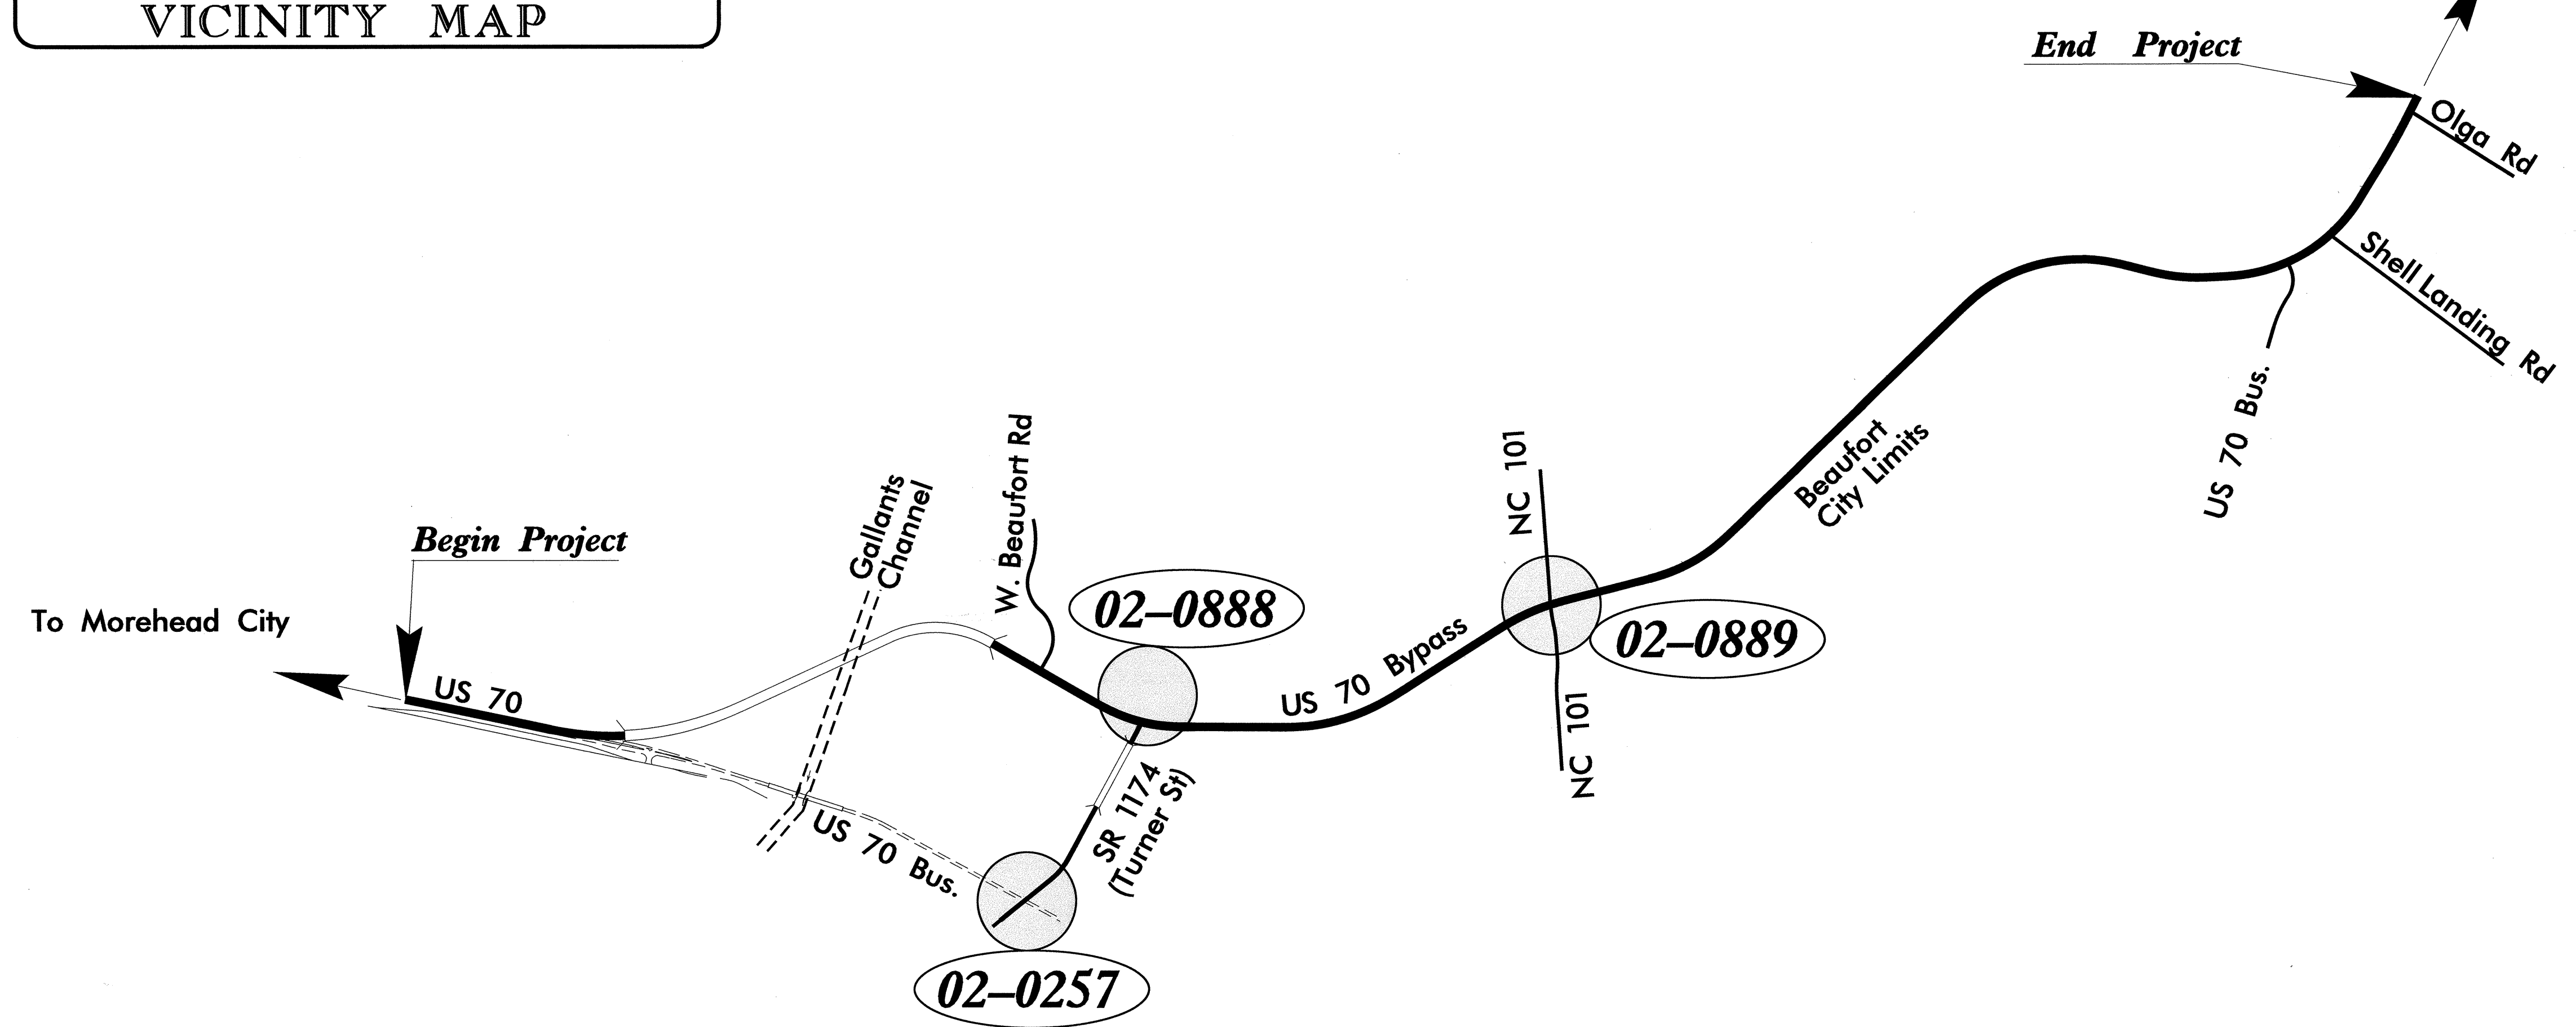 VICINITY MAP
End Project
Olga Rd
Shell Landing Rd
US 70 Bus.
Beaufort
City Limits
NC 101
W. Beaufort Rd
Gallants
Channel
Begin Project
To Morehead City
US 70
02–0888
02–0889
US 70 Bypass
NC 101
SR 1174
(Turner St)
US 70 Bus.
02–0257